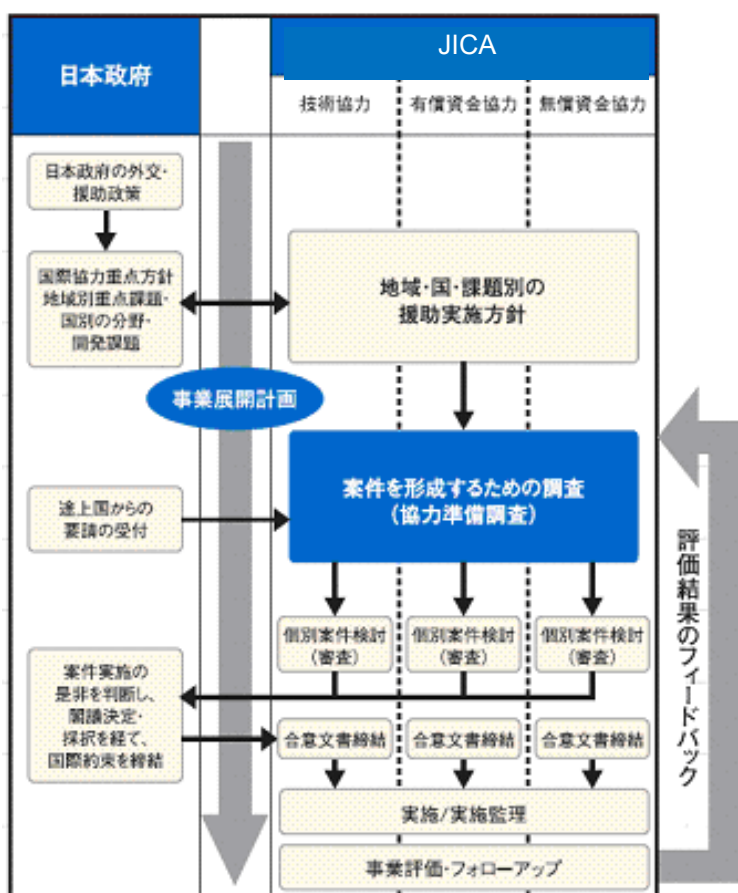 日本政府
JICA
技術協力
有償資金協力
無償資金協力
日本政府の外交・
援助政策
国際協力重点方針
地域別重点課題・
国別の分野・
開発課題
地域・国・課題別の
援助実施方針
事業展開計画
案件を形成するための調査
(協力準備調査)
途上国からの
要請の受付
個別案件検討
(審査)
個別案件検討
(審査)
個別案件検討
(審査)
案件実施の
是非を判断し、
閣議決定・
採択を経て、
国際約束を締結
合意文書締結
合意文書締結
合意文書締結
実施/実施監理
事業評価・フォローアップ
評価結果のフィードバック